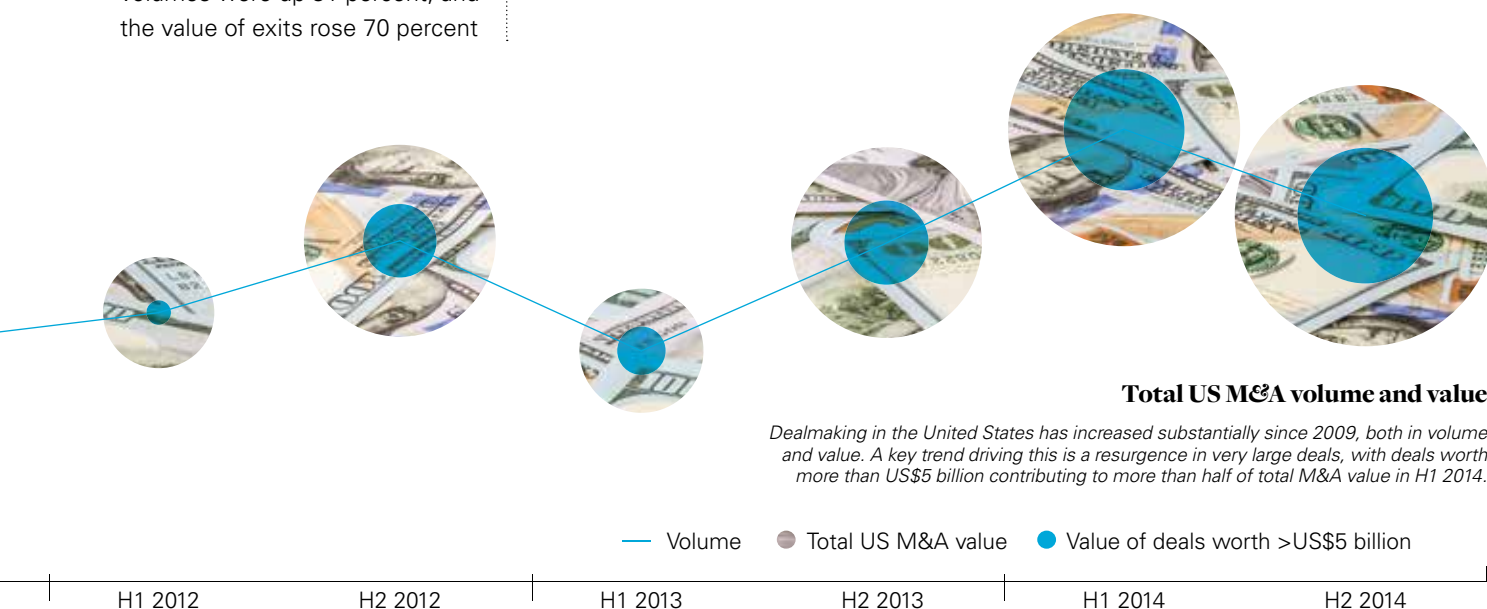 the value of exits rose 70 percent
Total US M&A volume and value
Dealmaking in the United States has increased substantially since 2009, both in volume
and value. A key trend driving this is a resurgence in very large deals, with deals worth
more than US$5 billion contributing to more than half of total M&A value in H1 2014.
Volume Total US M&A value Value of deals worth >US$5 billion
H1 2012 H2 2012 H1 2013 H2 2013 H1 2014 H2 2014